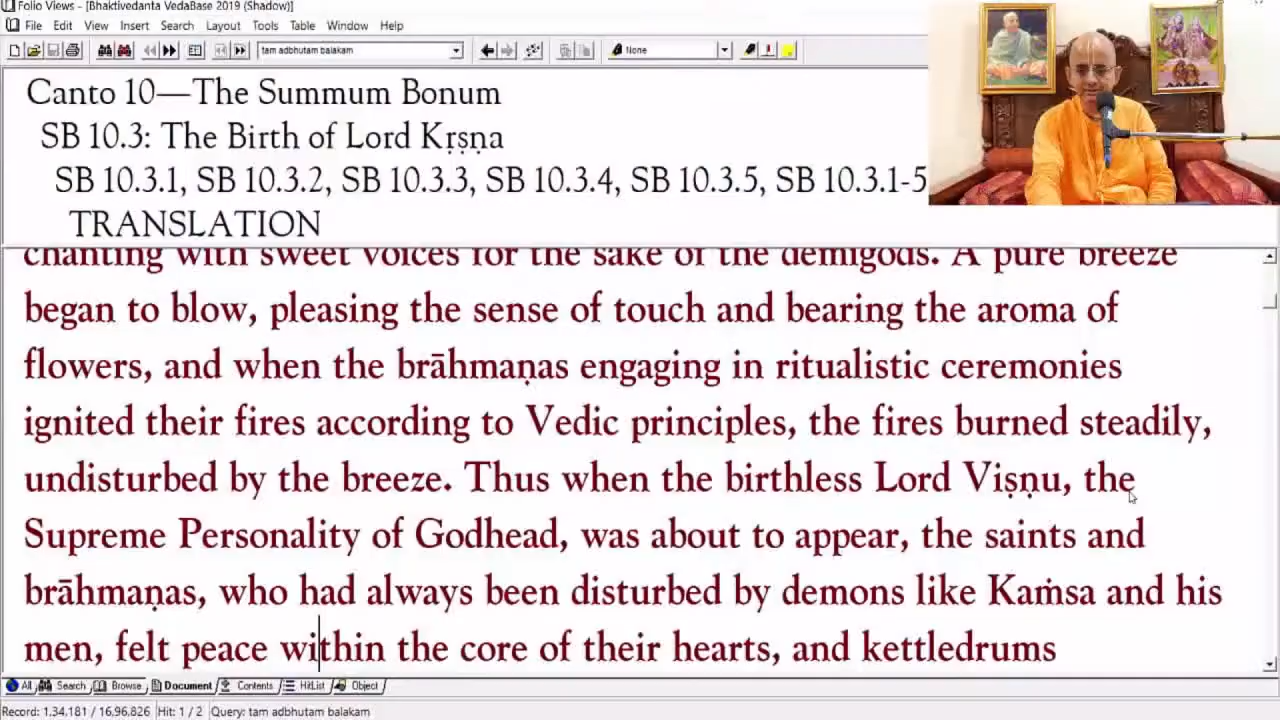 Folio Views - [Bhaktivedanta VedaBase 2019 (Shadow)]
File Edit View Insert Search Layout Tools Table Window Help
tam adbhutam balakam None
Canto 10—The Summum Bonum
SB 10.3: The Birth of Lord Kṛṣṇa
SB 10.3.1, SB 10.3.2, SB 10.3.3, SB 10.3.4, SB 10.3.5, SB 10.3.1-5
TRANSLATION
chanting with sweet voices for the sake of the demigods. A pure breeze
began to blow, pleasing the sense of touch and bearing the aroma of
flowers, and when the brāhmaṇas engaging in ritualistic ceremonies
ignited their fires according to Vedic principles, the fires burned steadily,
undisturbed by the breeze. Thus when the birthless Lord Viṣṇu, the
Supreme Personality of Godhead, was about to appear, the saints and
brāhmaṇas, who had always been disturbed by demons like Kaṁsa and his
men, felt peace within the core of their hearts, and kettledrums
All Search Browse Document Contents HitList Object
Record: 1,34,181 / 16,96,826 Hit: 1 / 2 Query: tam adbhutam balakam